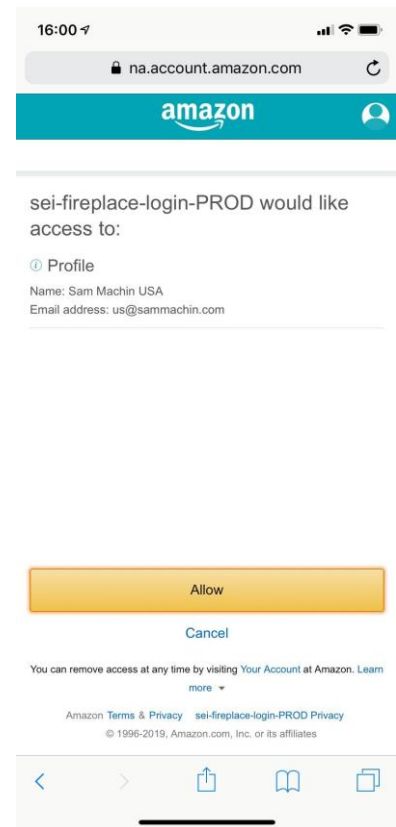 16:00
na.account.amazon.com
amazon
sei-fireplace-login-PROD would like
access to:
Profile
Name: Sam Machin USA
Email address: us@sammachin.com
Allow
Cancel
You can remove access at any time by visiting Your Account at Amazon. Learn
more
Amazon Terms & Privacy sei-fireplace-login-PROD Privacy
© 1996-2019, Amazon.com, Inc. or its affiliates